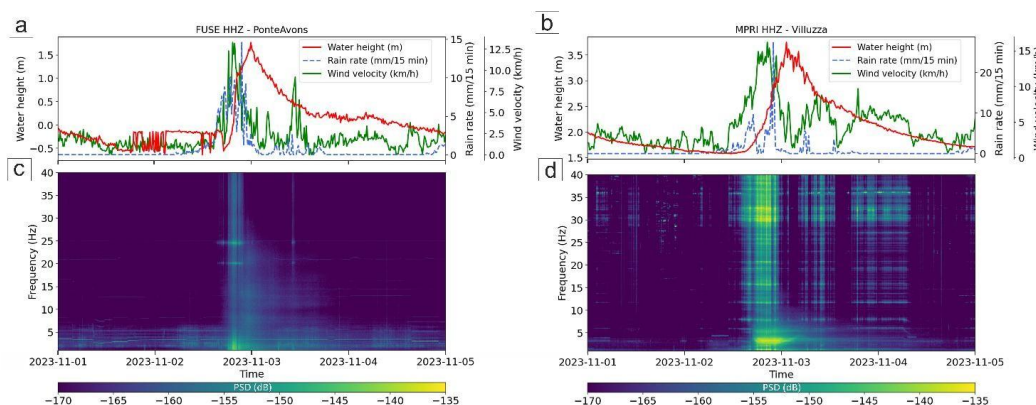 a
FUSE HHZ - PonteAvons
Water height (m)
Rain rate (mm/15 min)
Wind velocity (km/h)
1.5
1.0
0.5
0.0
−0.5
Water height (m)
15
10
5
0
Rain rate (mm/15 min)
12.5
10.0
7.5
5.0
2.5
0.0
Wind velocity (km/h)
b
MPRI HHZ - Villuzza
Water height (m)
Rain rate (mm/15 min)
Wind velocity (km/h)
3.5
3.0
2.5
2.0
1.5
Water height (m)
20
10
0
Rain rate (mm/15 min)
15
10
5
0
c
40
35
30
25
20
15
10
5
Frequency (Hz)
2023-11-01 2023-11-02 2023-11-03 2023-11-04 2023-11-05
Time
PSD (dB)
−170 −165 −160 −155 −150 −145 −140 −135
d
40
35
30
25
20
15
10
5
Frequency (Hz)
2023-11-01 2023-11-02 2023-11-03 2023-11-04 2023-11-05
Time
PSD (dB)
−170 −165 −160 −155 −150 −145 −140 −135